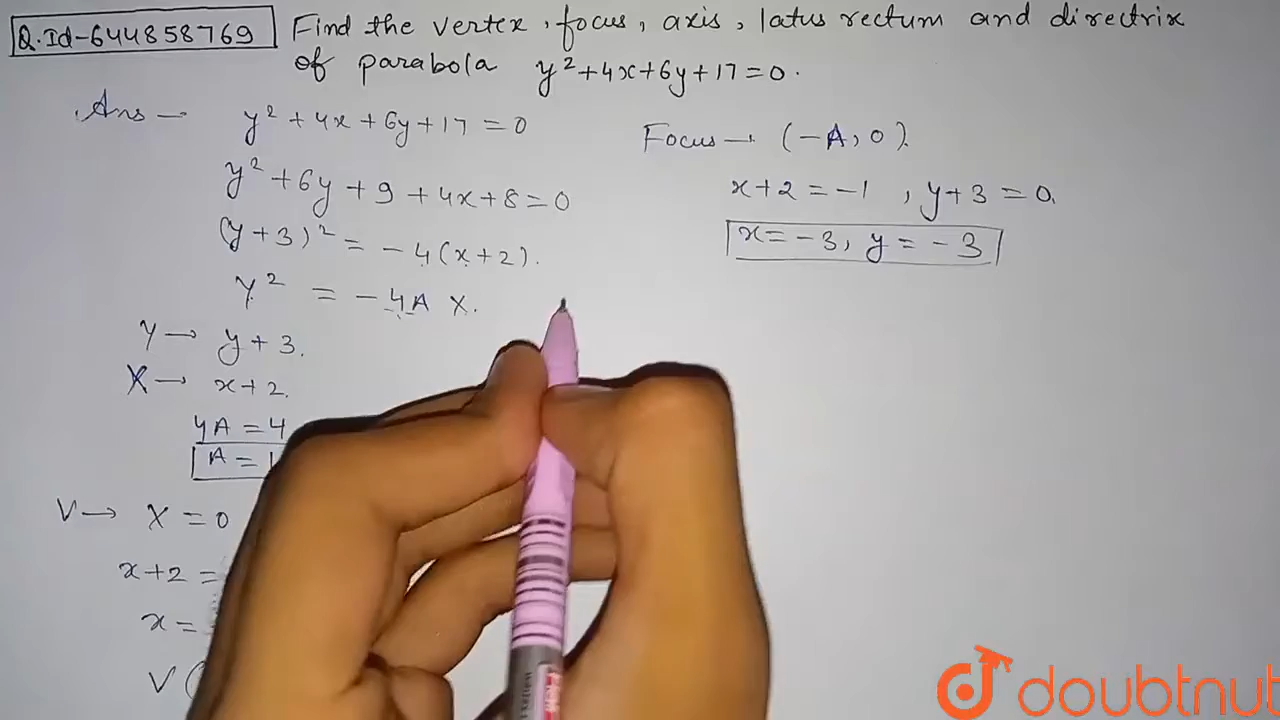 Q.Id-644858769 Find the vertex, focus, axis, latus rectum and directrix
of parabola y²+4x+6y+17=0.
Ans → y²+4x+6y+17=0
y²+6y+9+4x+8=0
(y+3)² = -4(x+2).
Y² = -4A X.
Y → y+3.
X → x+2.
4A = 4
A = 1
V → X = 0
x+2 =
x =
V (
Focus → (-A, 0).
x+2 = -1 , y+3 = 0.
x = -3, y = -3
doubtnut